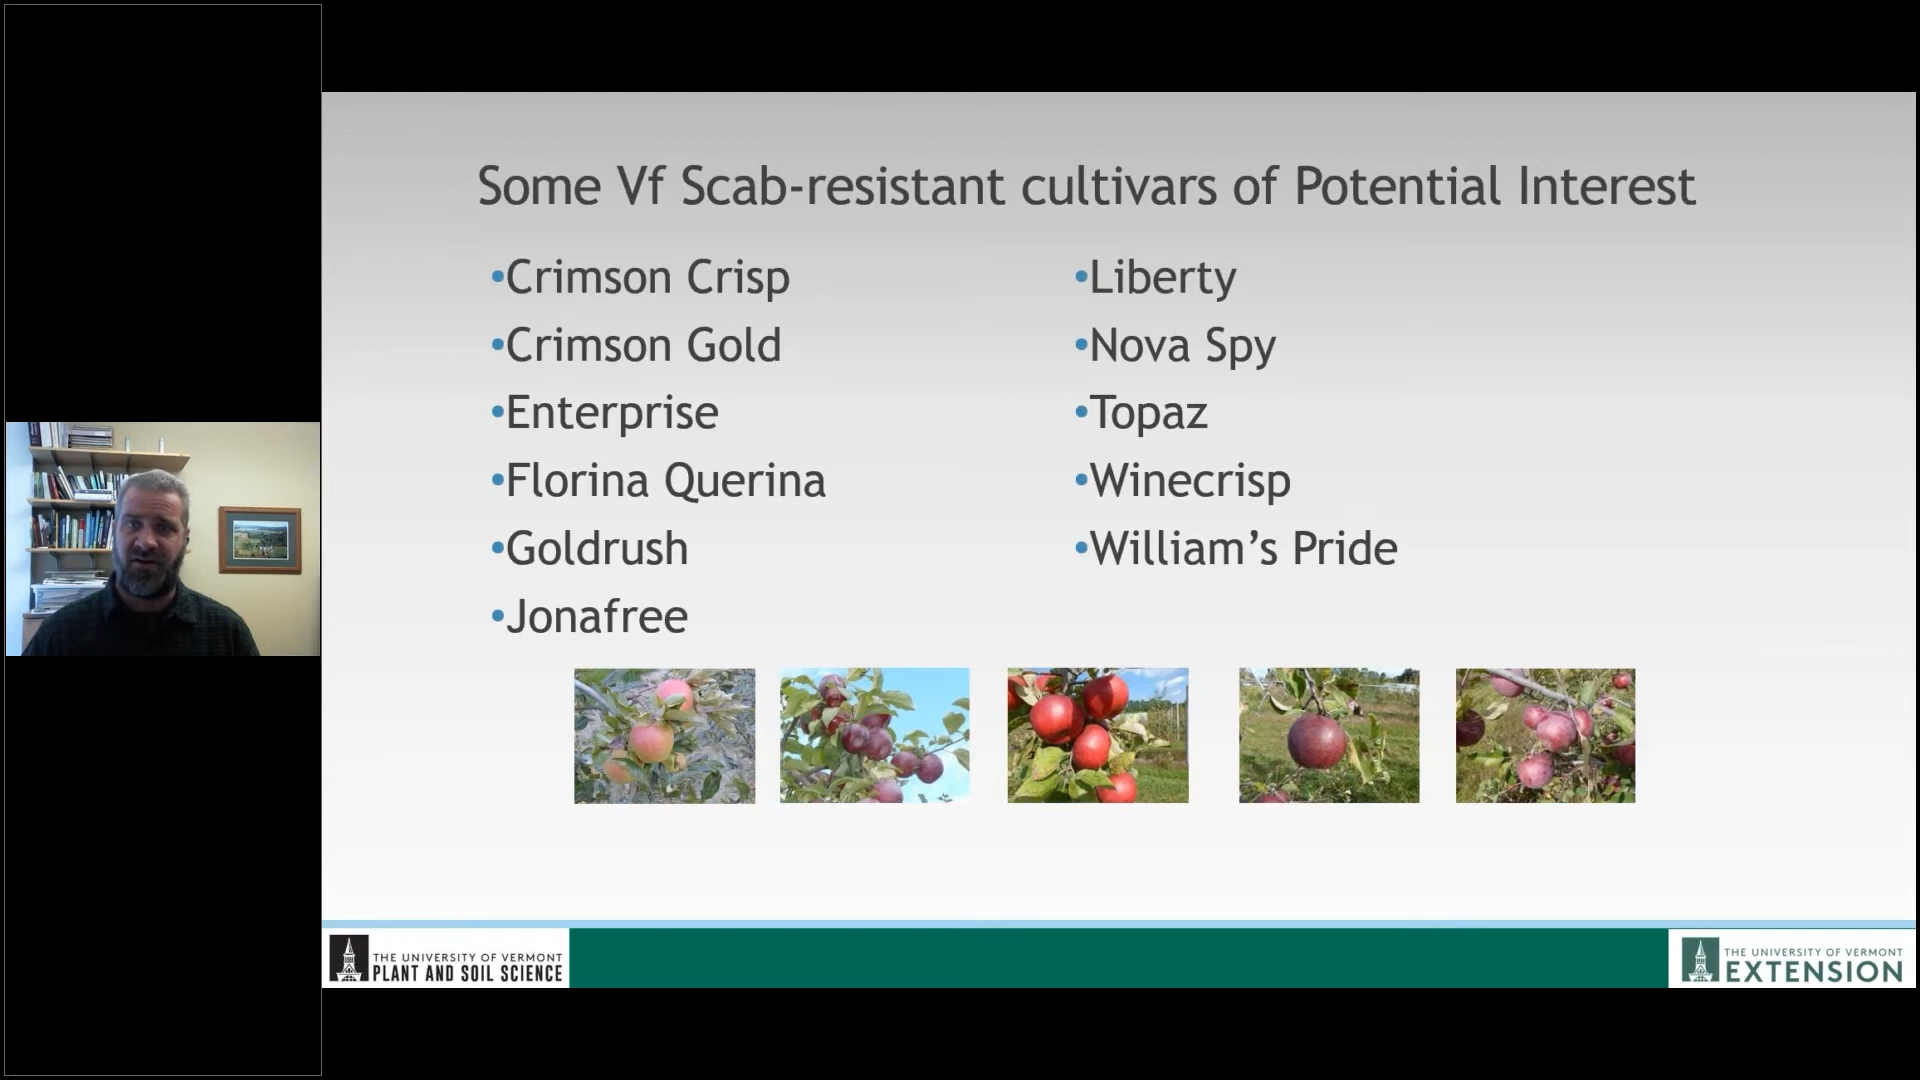 Some Vf Scab-resistant cultivars of Potential Interest
•Crimson Crisp
•Crimson Gold
•Enterprise
•Florina Querina
•Goldrush
•Jonafree
•Liberty
•Nova Spy
•Topaz
•Winecrisp
•William’s Pride
THE UNIVERSITY OF VERMONT
PLANT AND SOIL SCIENCE
THE UNIVERSITY OF VERMONT
EXTENSION